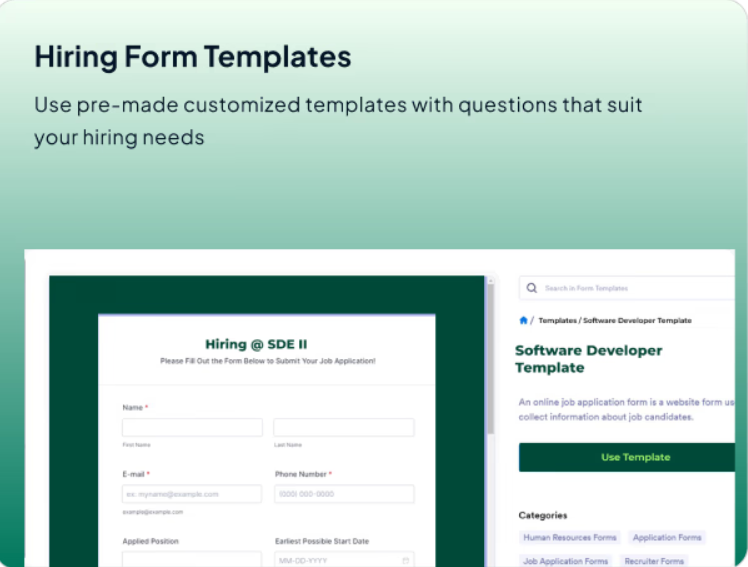 Hiring Form Templates
Use pre-made customized templates with questions that suit
your hiring needs
Hiring @ SDE II
Please Fill Out the Form Below to Submit Your Job Application!
Name *
First Name
Last Name
E-mail *
Phone Number *
ex: myname@example.com
(000) 000-0000
example@example.com
Applied Position
Earliest Possible Start Date
MM-DD-YYYY
Search in Form Templates
/ Templates / Software Developer Template
Software Developer
Template
An online job application form is a website form us
collect information about job candidates.
Use Template
Categories
Human Resources Forms
Application Forms
Job Application Forms
Recruiter Forms